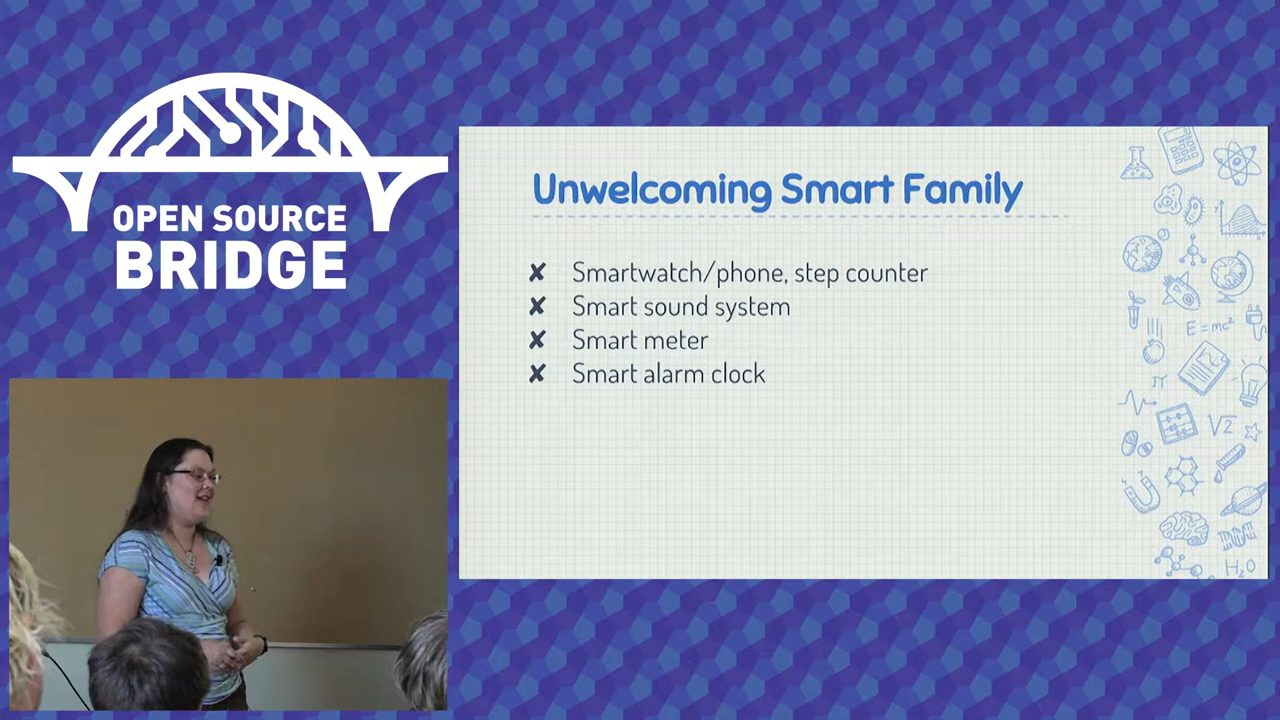 OPEN SOURCE
BRIDGE
Unwelcoming Smart Family
✘ Smartwatch/phone, step counter
✘ Smart sound system
✘ Smart meter
✘ Smart alarm clock
E=mc²
π
√2
H₂O